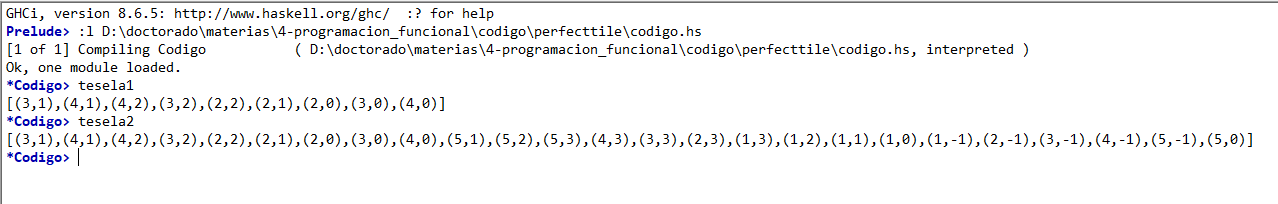 GHCi, version 8.6.5: http://www.haskell.org/ghc/  :? for help
Prelude> :l D:\doctorado\materias\4-programacion_funcional\codigo\perfecttile\codigo.hs
[1 of 1] Compiling Codigo           ( D:\doctorado\materias\4-programacion_funcional\codigo\perfecttile\codigo.hs, interpreted )
Ok, one module loaded.
*Codigo> tesela1
[(3,1),(4,1),(4,2),(3,2),(2,2),(2,1),(2,0),(3,0),(4,0)]
*Codigo> tesela2
[(3,1),(4,1),(4,2),(3,2),(2,2),(2,1),(2,0),(3,0),(4,0),(5,1),(5,2),(5,3),(4,3),(3,3),(2,3),(1,3),(1,2),(1,1),(1,0),(1,-1),(2,-1),(3,-1),(4,-1),(5,-1),(5,0)]
*Codigo>